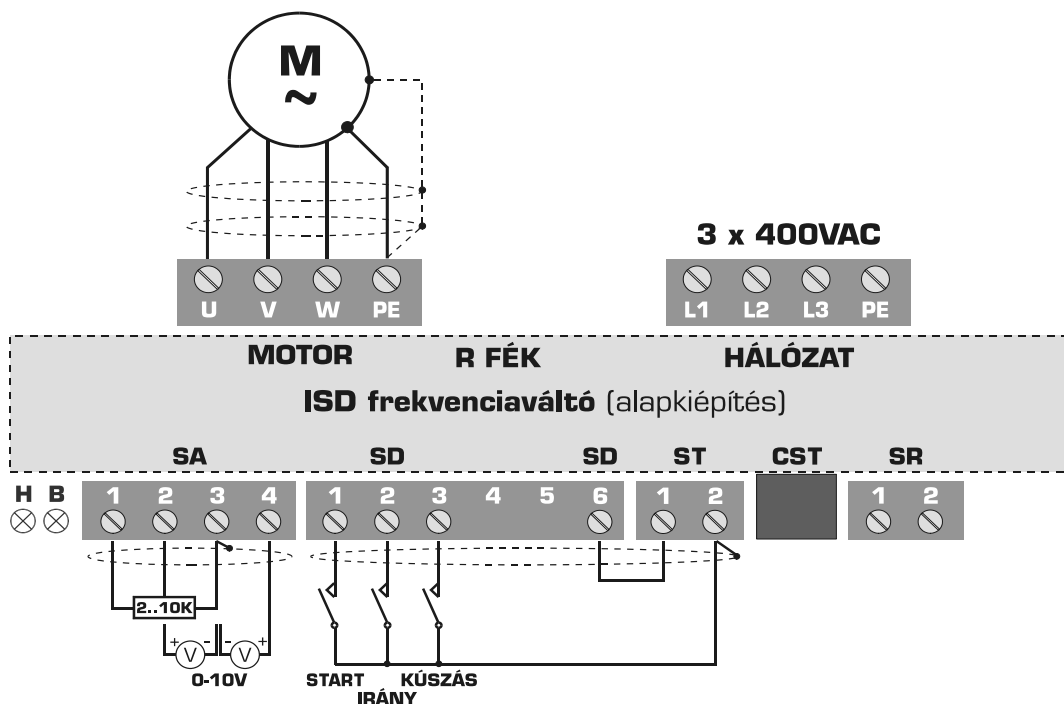 M
~
3 x 400VAC
U V W PE
L1 L2 L3 PE
MOTOR R FÉK HÁLÓZAT
ISD frekvenciaváltó (alapkiépítés)
SA SD SD ST CST SR
H B 1 2 3 4 1 2 3 4 5 6 1 2 1 2
2..10K
+ V - - V +
0-10V
START KÚSZÁS
IRÁNY